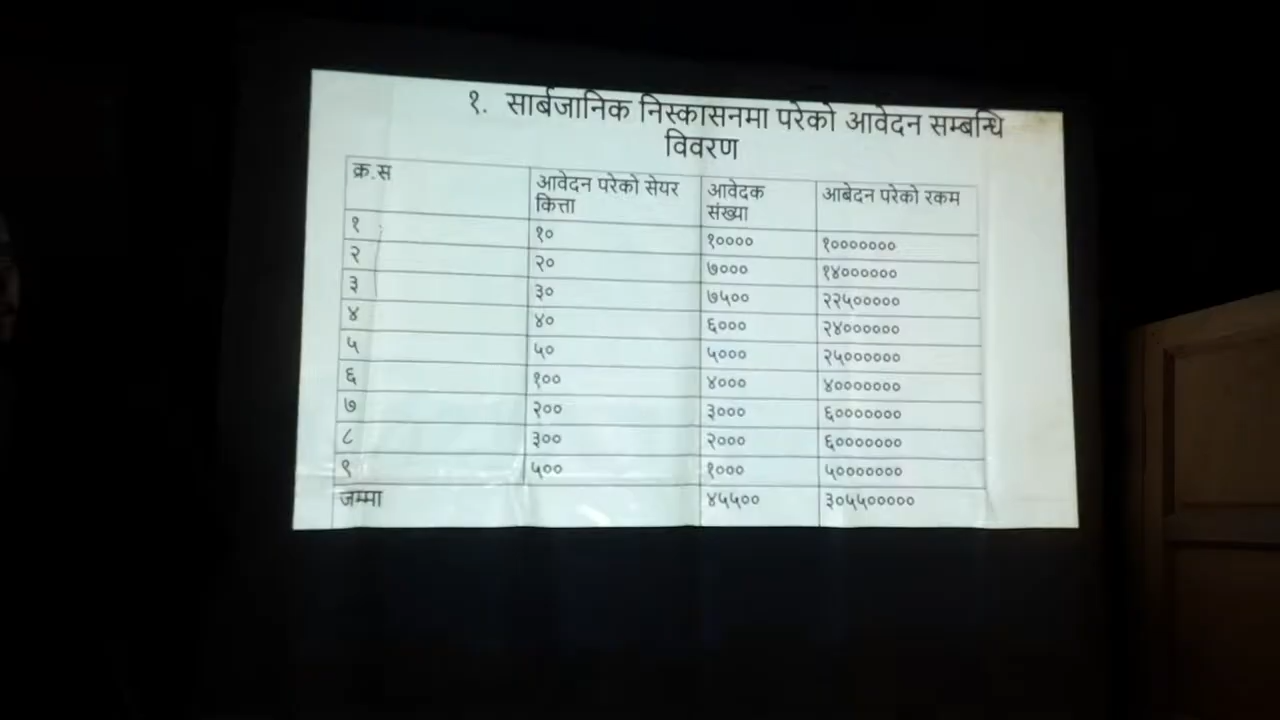 १. सार्बजानिक निस्कासनमा परेको आवेदन सम्बन्धि
विवरण
क्र.स आवेदन परेको सेयर कित्ता आवेदक संख्या आबेदन परेको रकम
१ १० १०००० १०००००००
२ २० ७००० १४००००००
३ ३० ७५०० २२५०००००
४ ४० ६००० २४००००००
५ ५० ५००० २५००००००
६ १०० ४००० ४०००००००
७ २०० ३००० ६०००००००
८ ३०० २००० ६०००००००
९ ५०० १००० ५०००००००
जम्मा ४५५०० ३०५५०००००